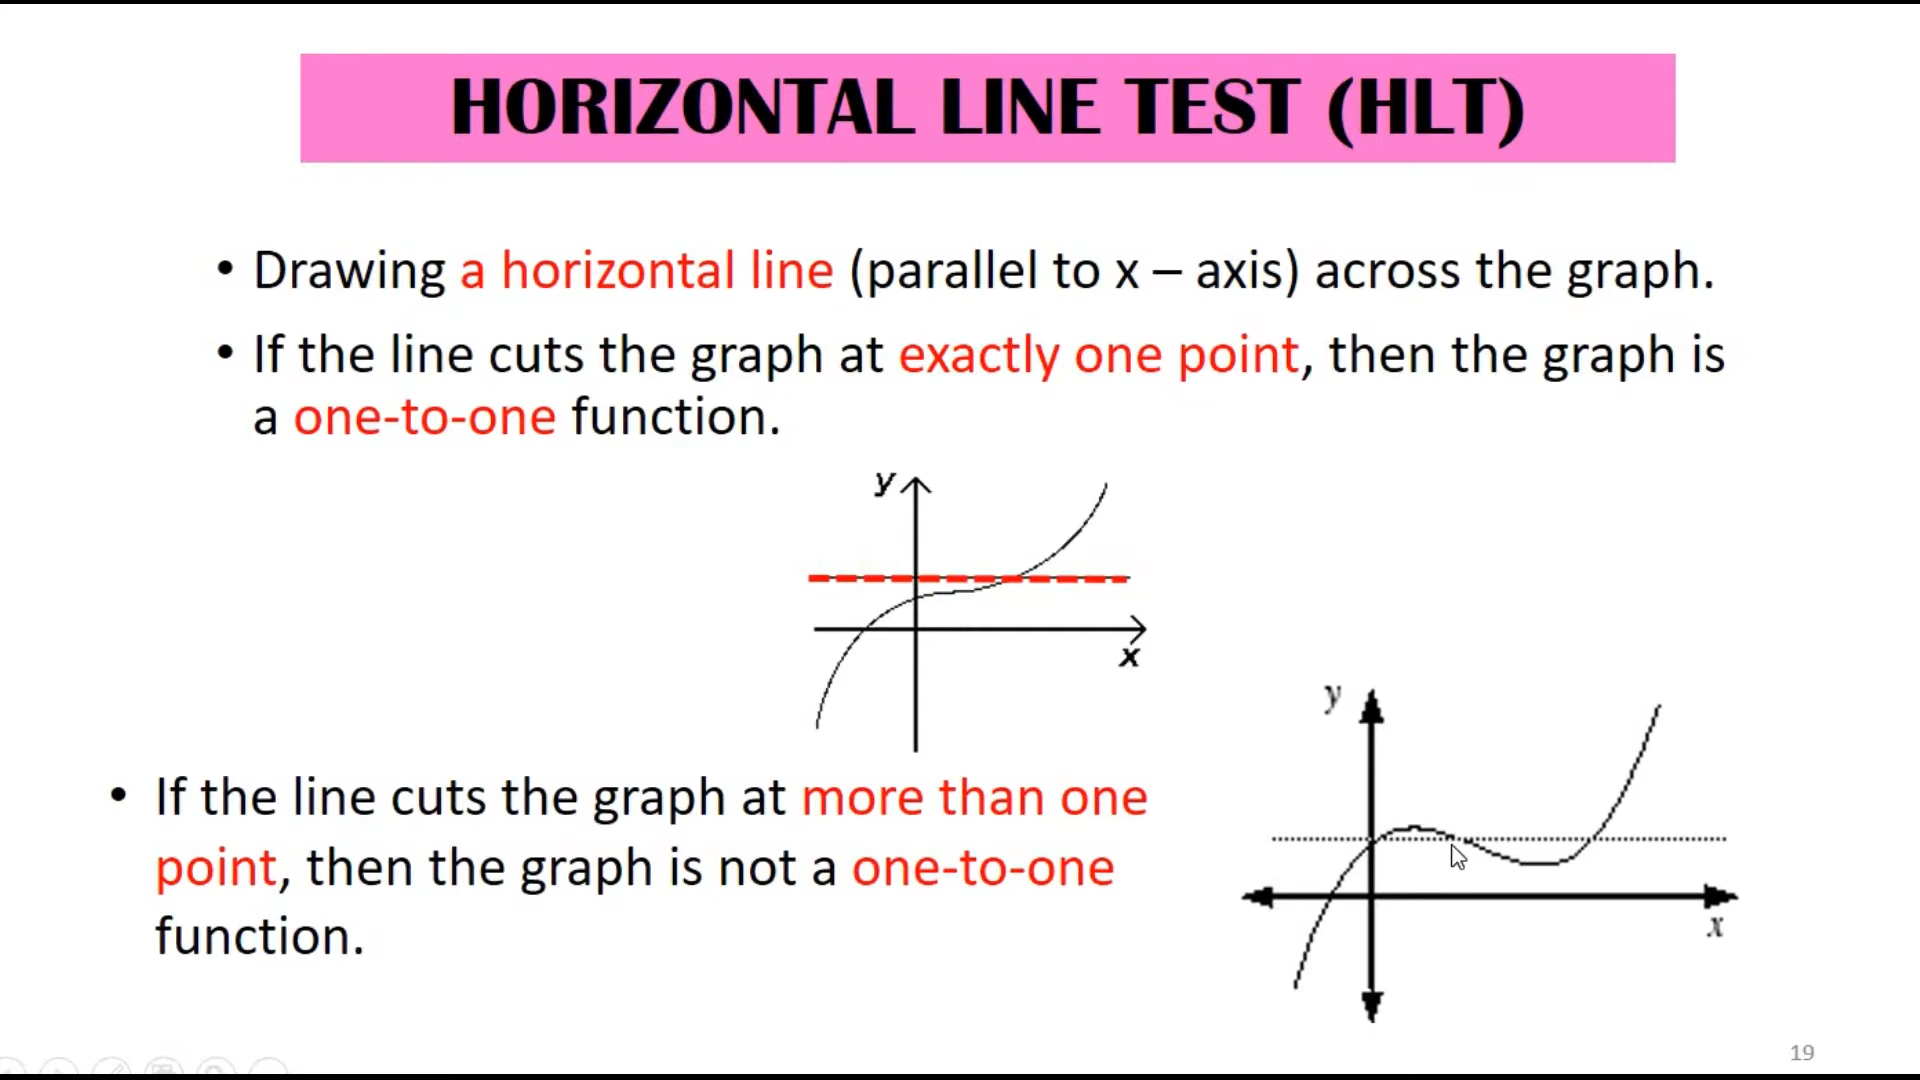 HORIZONTAL LINE TEST (HLT)
• Drawing a horizontal line (parallel to x – axis) across the graph.
• If the line cuts the graph at exactly one point, then the graph is
a one-to-one function.
y
x
• If the line cuts the graph at more than one
point, then the graph is not a one-to-one
function.
y
x
19